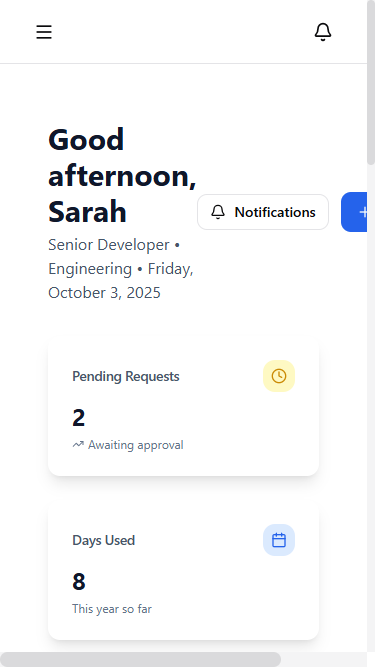 Good
afternoon,
Sarah
Notifications
Senior Developer •
Engineering • Friday,
October 3, 2025
Pending Requests
2
Awaiting approval
Days Used
8
This year so far